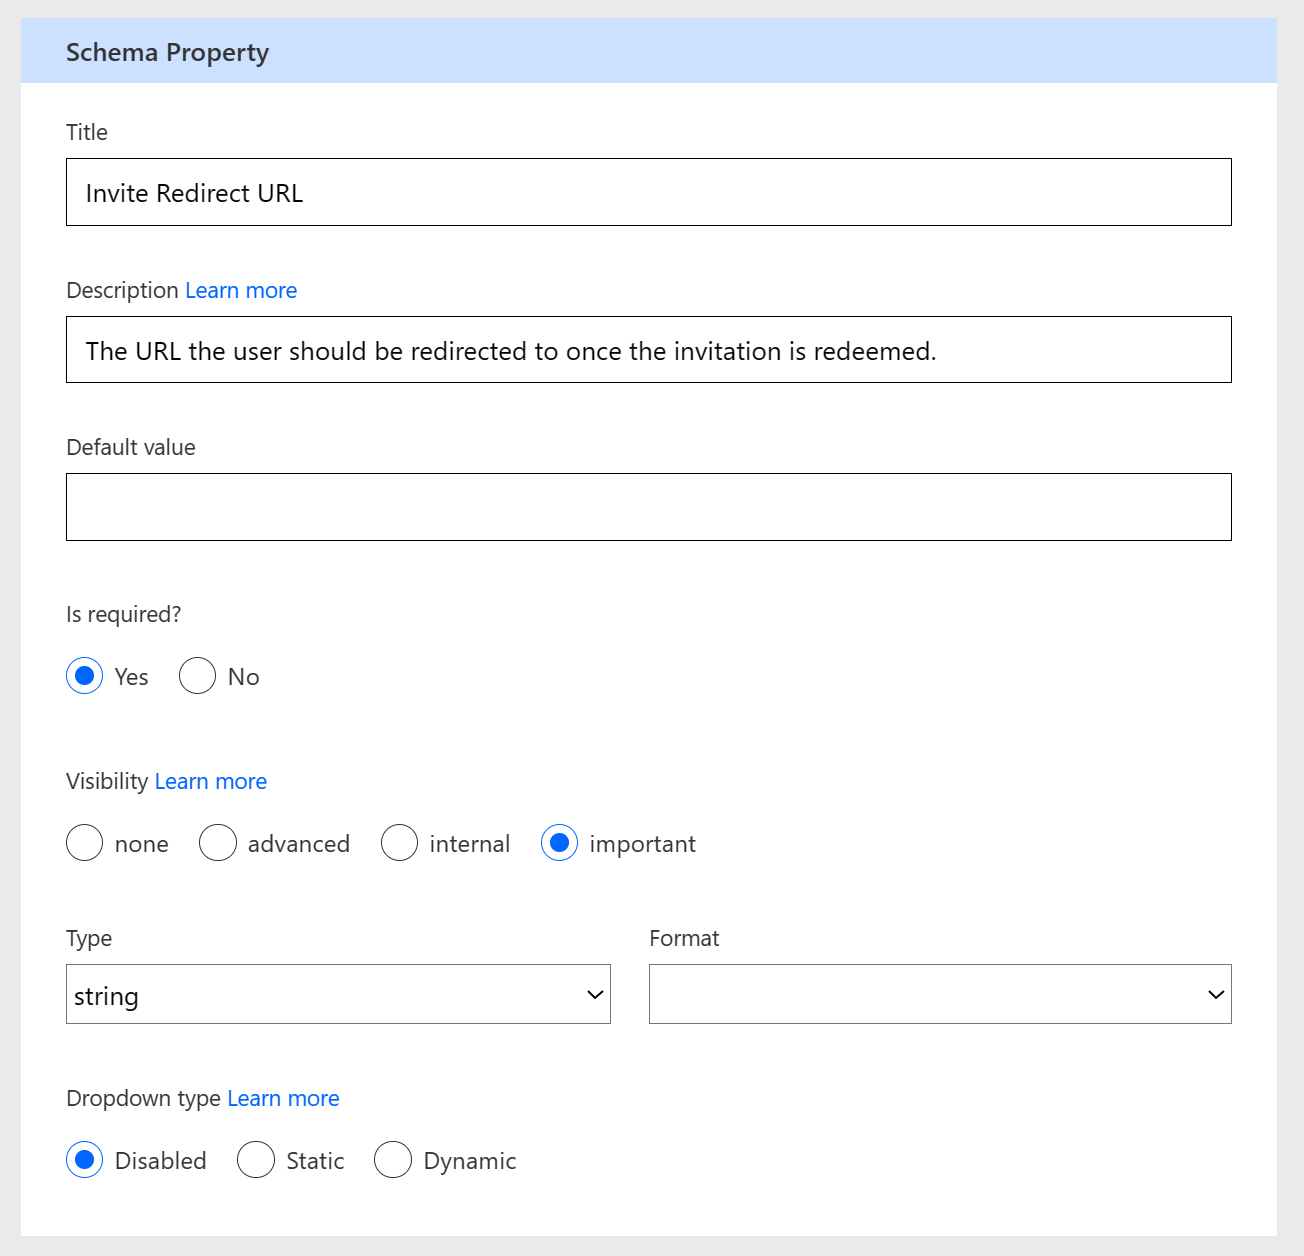 Schema Property
Title
Invite Redirect URL
Description Learn more
The URL the user should be redirected to once the invitation is redeemed.
Default value
Is required?
Yes No
Visibility Learn more
none advanced internal important
Type Format
string
Dropdown type Learn more
Disabled Static Dynamic